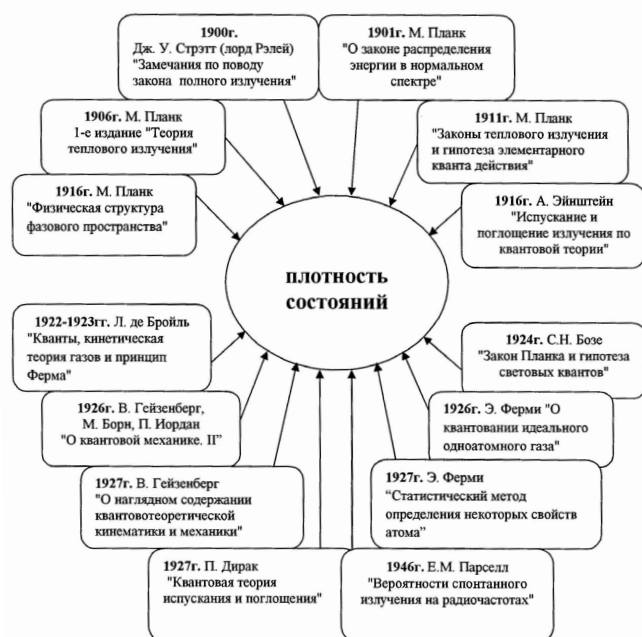 1900г.
Дж. У. Стрэтт (лорд Рэлей)
"Замечания по поводу
закона полного излучения"
1901г. М. Планк
"О законе распределения
энергии в нормальном
спектре"
1906г. М. Планк
1-е издание "Теория
теплового излучения"
1911г. М. Планк
"Законы теплового излучения
и гипотеза элементарного
кванта действия"
1916г. М. Планк
"Физическая структура
фазового пространства"
1916г. А. Эйнштейн
"Испускание и
поглощение излучения по
квантовой теории"
плотность
состояний
1922-1923гг. Л. де Бройль
"Кванты, кинетическая
теория газов и принцип
Ферма"
1924г. С.Н. Бозе
"Закон Планка и гипотеза
световых квантов"
1926г. В. Гейзенберг,
М. Борн, П. Иордан
"О квантовой механике. II”
1926г. Э. Ферми "О
квантовании идеального
одноатомного газа"
1927г. В. Гейзенберг
"О наглядном содержании
квантовотеоретической
кинематики и механики"
1927г. Э. Ферми
“Статистический метод
определения некоторых свойств
атома”
1927г. П. Дирак
"Квантовая теория
испускания и поглощения"
1946г. Е.М. Парселл
"Вероятности спонтанного
излучения на радиочастотах"